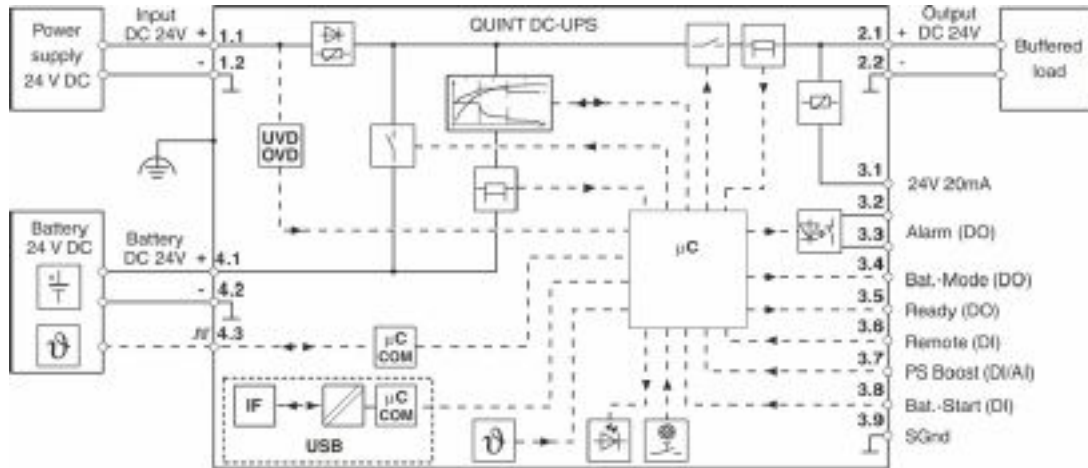 Power supply 24 V DC
Input DC 24V
+ 1.1
- 1.2
QUINT DC-UPS
2.1 +
2.2 -
Output DC 24V
Buffered load
UVD
OVD
3.1 24V 20mA
3.2
3.3 Alarm (DO)
3.4 Bat.-Mode (DO)
3.5 Ready (DO)
3.6 Remote (DI)
3.7 PS Boost (DI/AI)
3.8 Bat.-Start (DI)
3.9 SGnd
µC
Battery 24 V DC
Battery DC 24V
+ 4.1
- 4.2
4.3
ϑ
µC COM
IF
µC COM
USB
ϑ